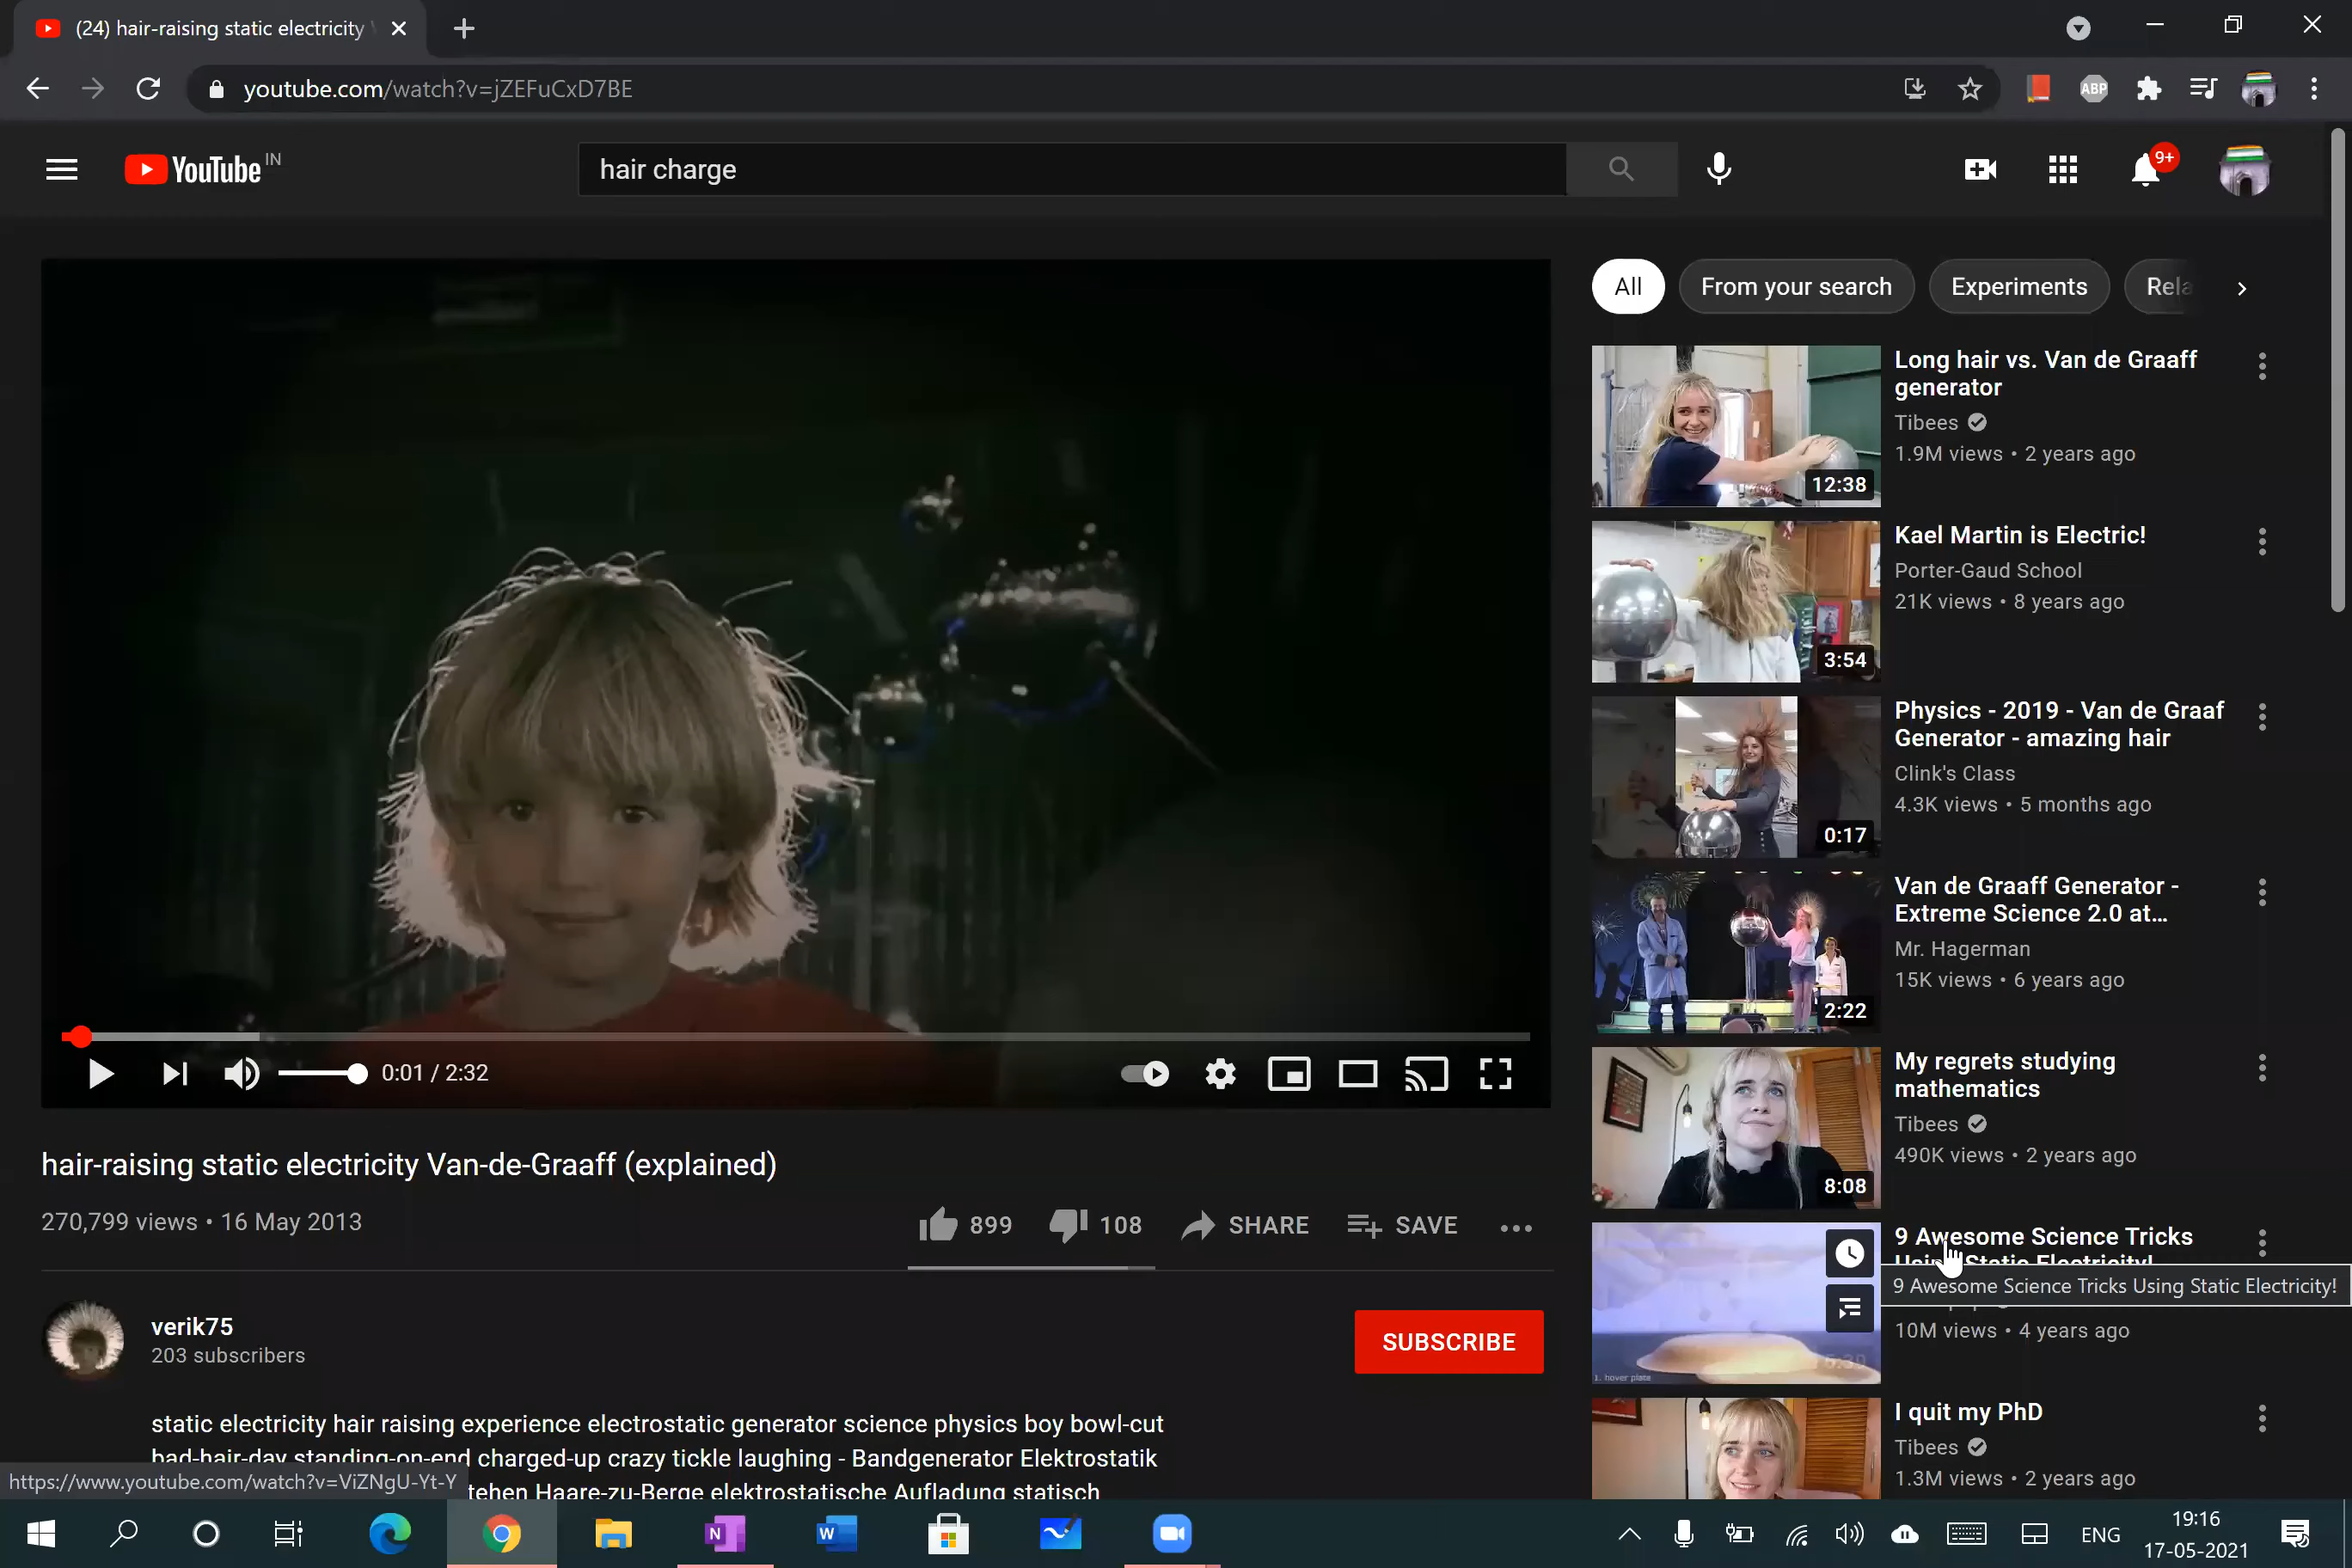 (24) hair-raising static electricity
youtube.com/watch?v=jZEFuCxD7BE
ABP
YouTube IN
hair charge
9+
All
From your search
Experiments
Rela
Long hair vs. Van de Graaff
generator
Tibees
1.9M views • 2 years ago
12:38
Kael Martin is Electric!
Porter-Gaud School
21K views • 8 years ago
3:54
Physics - 2019 - Van de Graaf
Generator - amazing hair
Clink's Class
4.3K views • 5 months ago
0:17
Van de Graaff Generator -
Extreme Science 2.0 at...
Mr. Hagerman
15K views • 6 years ago
2:22
My regrets studying
mathematics
Tibees
490K views • 2 years ago
8:08
9 Awesome Science Tricks
Static Electricity!
9 Awesome Science Tricks Using Static Electricity!
10M views • 4 years ago
5:39
1. hover plate
I quit my PhD
Tibees
1.3M views • 2 years ago
0:01 / 2:32
hair-raising static electricity Van-de-Graaff (explained)
270,799 views • 16 May 2013
899
108
SHARE
SAVE
verik75
203 subscribers
SUBSCRIBE
static electricity hair raising experience electrostatic generator science physics boy bowl-cut
bad-hair-day standing-on-end charged-up crazy tickle laughing - Bandgenerator Elektrostatik
tehen Haare-zu-Berge elektrostatische Aufladung statisch
https://www.youtube.com/watch?v=ViZNgU-Yt-Y
N
W
ENG
19:16
17-05-2021